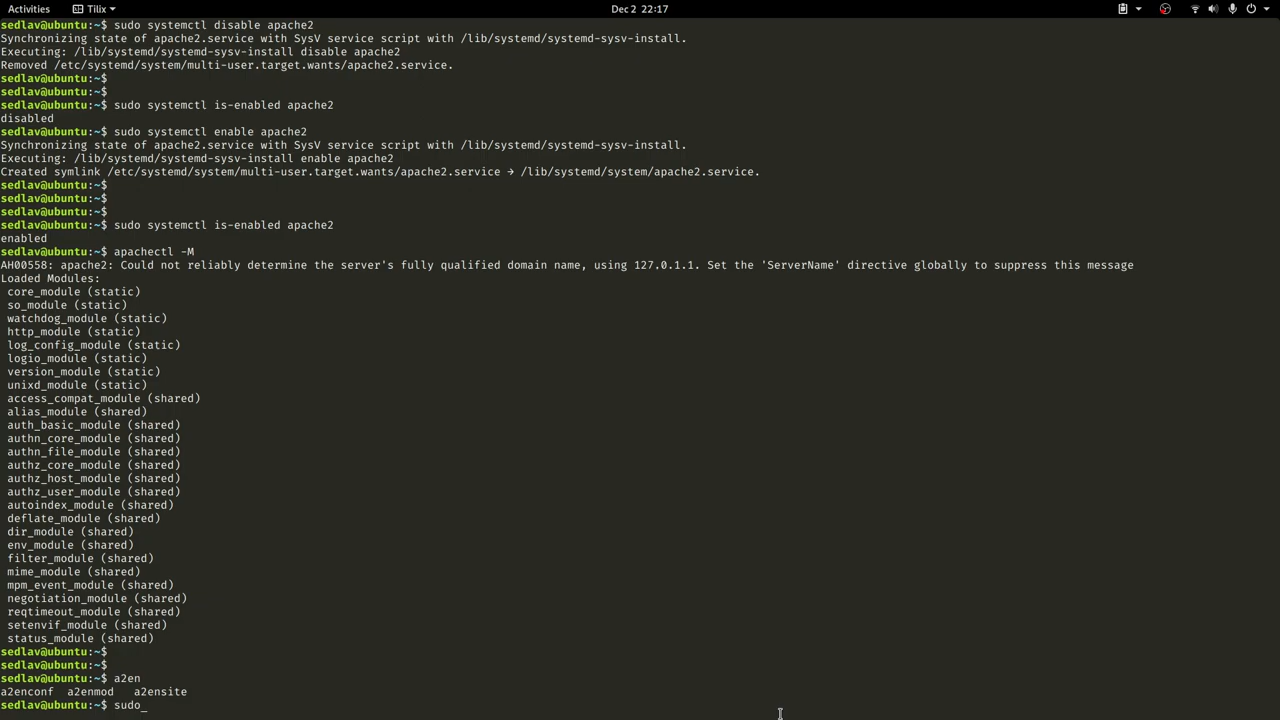 Activities Tilix Dec 2 22:17
sedlav@ubuntu:~$ sudo systemctl disable apache2
Synchronizing state of apache2.service with SysV service script with /lib/systemd/systemd-sysv-install.
Executing: /lib/systemd/systemd-sysv-install disable apache2
Removed /etc/systemd/system/multi-user.target.wants/apache2.service.
sedlav@ubuntu:~$
sedlav@ubuntu:~$
sedlav@ubuntu:~$ sudo systemctl is-enabled apache2
disabled
sedlav@ubuntu:~$ sudo systemctl enable apache2
Synchronizing state of apache2.service with SysV service script with /lib/systemd/systemd-sysv-install.
Executing: /lib/systemd/systemd-sysv-install enable apache2
Created symlink /etc/systemd/system/multi-user.target.wants/apache2.service → /lib/systemd/system/apache2.service.
sedlav@ubuntu:~$
sedlav@ubuntu:~$
sedlav@ubuntu:~$
sedlav@ubuntu:~$ sudo systemctl is-enabled apache2
enabled
sedlav@ubuntu:~$ apachectl -M
AH00558: apache2: Could not reliably determine the server's fully qualified domain name, using 127.0.1.1. Set the 'ServerName' directive globally to suppress this message
Loaded Modules:
core_module (static)
so_module (static)
watchdog_module (static)
http_module (static)
log_config_module (static)
logio_module (static)
version_module (static)
unixd_module (static)
access_compat_module (shared)
alias_module (shared)
auth_basic_module (shared)
authn_core_module (shared)
authn_file_module (shared)
authz_core_module (shared)
authz_host_module (shared)
authz_user_module (shared)
autoindex_module (shared)
deflate_module (shared)
dir_module (shared)
env_module (shared)
filter_module (shared)
mime_module (shared)
mpm_event_module (shared)
negotiation_module (shared)
reqtimeout_module (shared)
setenvif_module (shared)
status_module (shared)
sedlav@ubuntu:~$
sedlav@ubuntu:~$
sedlav@ubuntu:~$ a2en
a2enconf a2enmod a2ensite
sedlav@ubuntu:~$ sudo_